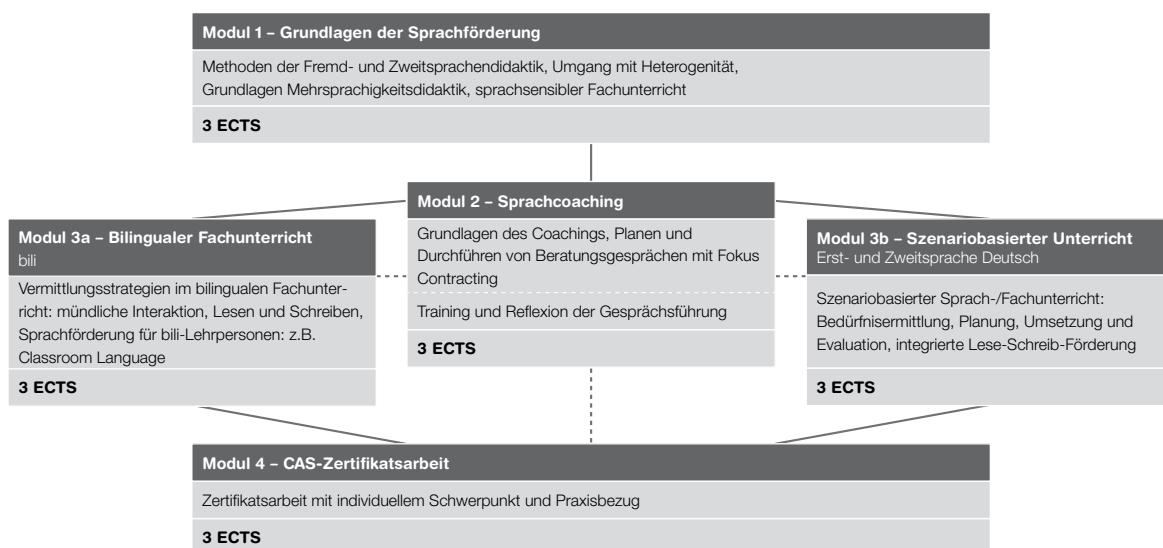 Modul 1 – Grundlagen der Sprachförderung
Methoden der Fremd- und Zweitsprachendidaktik, Umgang mit Heterogenität,
Grundlagen Mehrsprachigkeitsdidaktik, sprachsensibler Fachunterricht
3 ECTS
Modul 2 – Sprachcoaching
Grundlagen des Coachings, Planen und
Durchführen von Beratungsgesprächen mit Fokus
Contracting
Training und Reflexion der Gesprächsführung
3 ECTS
Modul 3a – Bilingualer Fachunterricht
bili
Vermittlungsstrategien im bilingualen Fachunter-
richt: mündliche Interaktion, Lesen und Schreiben,
Sprachförderung für bili-Lehrpersonen: z.B.
Classroom Language
3 ECTS
Modul 3b – Szenariobasierter Unterricht
Erst- und Zweitsprache Deutsch
Szenariobasierter Sprach-/Fachunterricht:
Bedürfnisermittlung, Planung, Umsetzung und
Evaluation, integrierte Lese-Schreib-Förderung
3 ECTS
Modul 4 – CAS-Zertifikatsarbeit
Zertifikatsarbeit mit individuellem Schwerpunkt und Praxisbezug
3 ECTS